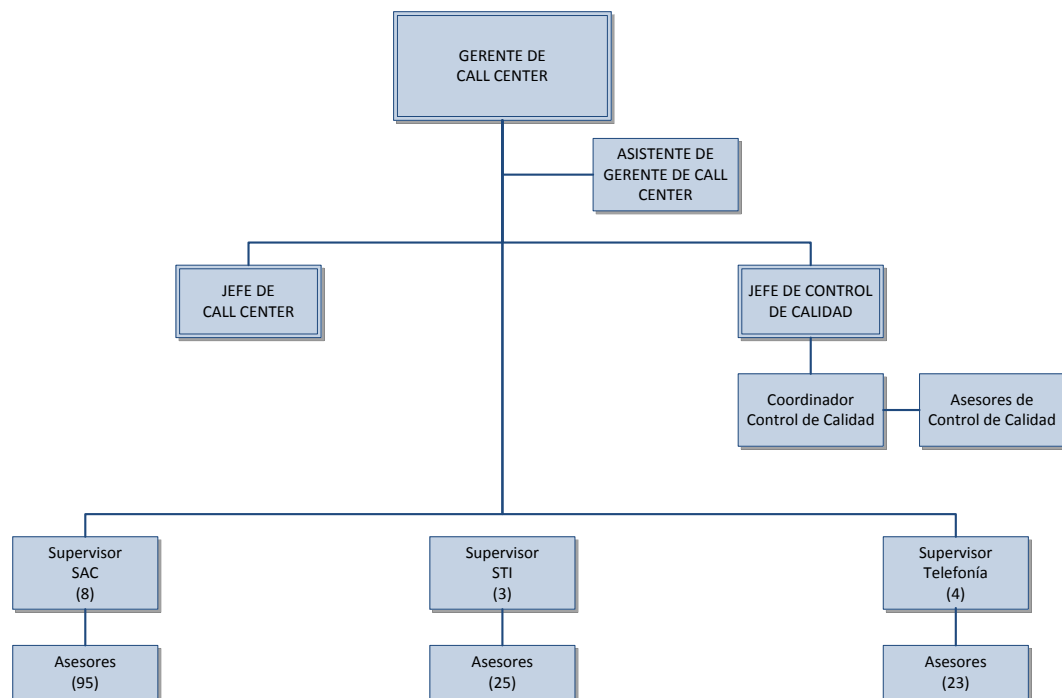 GERENTE DE
CALL CENTER
ASISTENTE DE
GERENTE DE CALL
CENTER
JEFE DE
CALL CENTER
JEFE DE CONTROL
DE CALIDAD
Coordinador
Control de Calidad
Asesores de
Control de Calidad
Supervisor
SAC
(8)
Supervisor
STI
(3)
Supervisor
Telefonía
(4)
Asesores
(95)
Asesores
(25)
Asesores
(23)